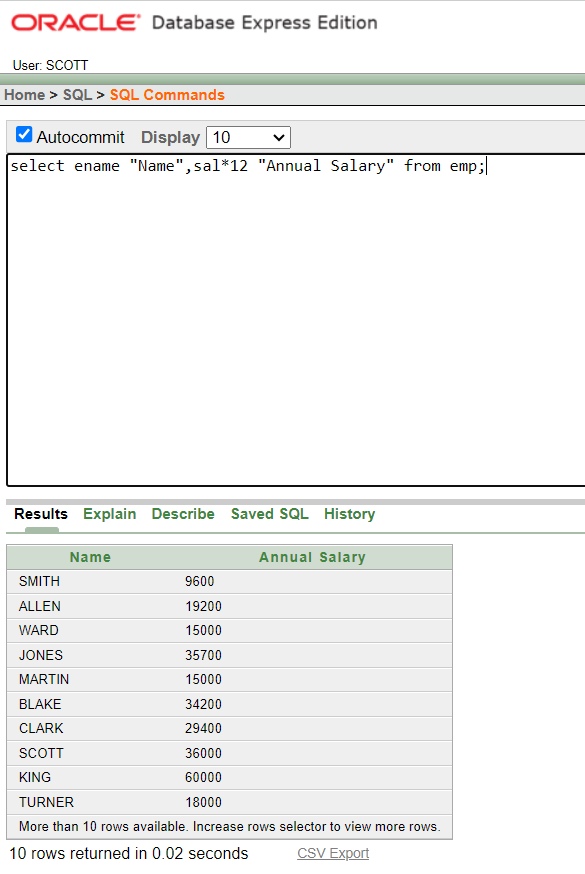 ORACLE Database Express Edition
User: SCOTT
Home > SQL > SQL Commands
Autocommit Display 10
select ename "Name",sal*12 "Annual Salary" from emp;
Results Explain Describe Saved SQL History
Name Annual Salary
SMITH 9600
ALLEN 19200
WARD 15000
JONES 35700
MARTIN 15000
BLAKE 34200
CLARK 29400
SCOTT 36000
KING 60000
TURNER 18000
More than 10 rows available. Increase rows selector to view more rows.
10 rows returned in 0.02 seconds CSV Export